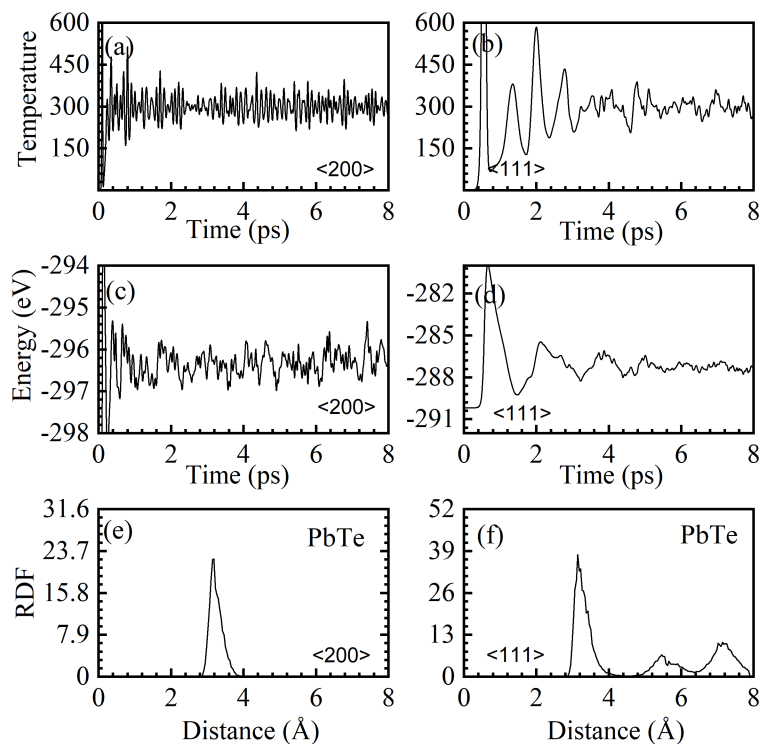 600
450
300
150
Temperature
(a)
<200>
0 2 4 6 8
Time (ps)
600
450
300
150
(b)
<111>
0 2 4 6 8
Time (ps)
-294
-295
-296
-297
-298
Energy (eV)
(c)
<200>
0 2 4 6 8
Time (ps)
-282
-285
-288
-291
(d)
<111>
0 2 4 6 8
Time (ps)
31.6
23.7
15.8
7.9
0
RDF
(e)
PbTe
<200>
0 2 4 6 8
Distance (Å)
52
39
26
13
0
(f)
PbTe
<111>
0 2 4 6 8
Distance (Å)